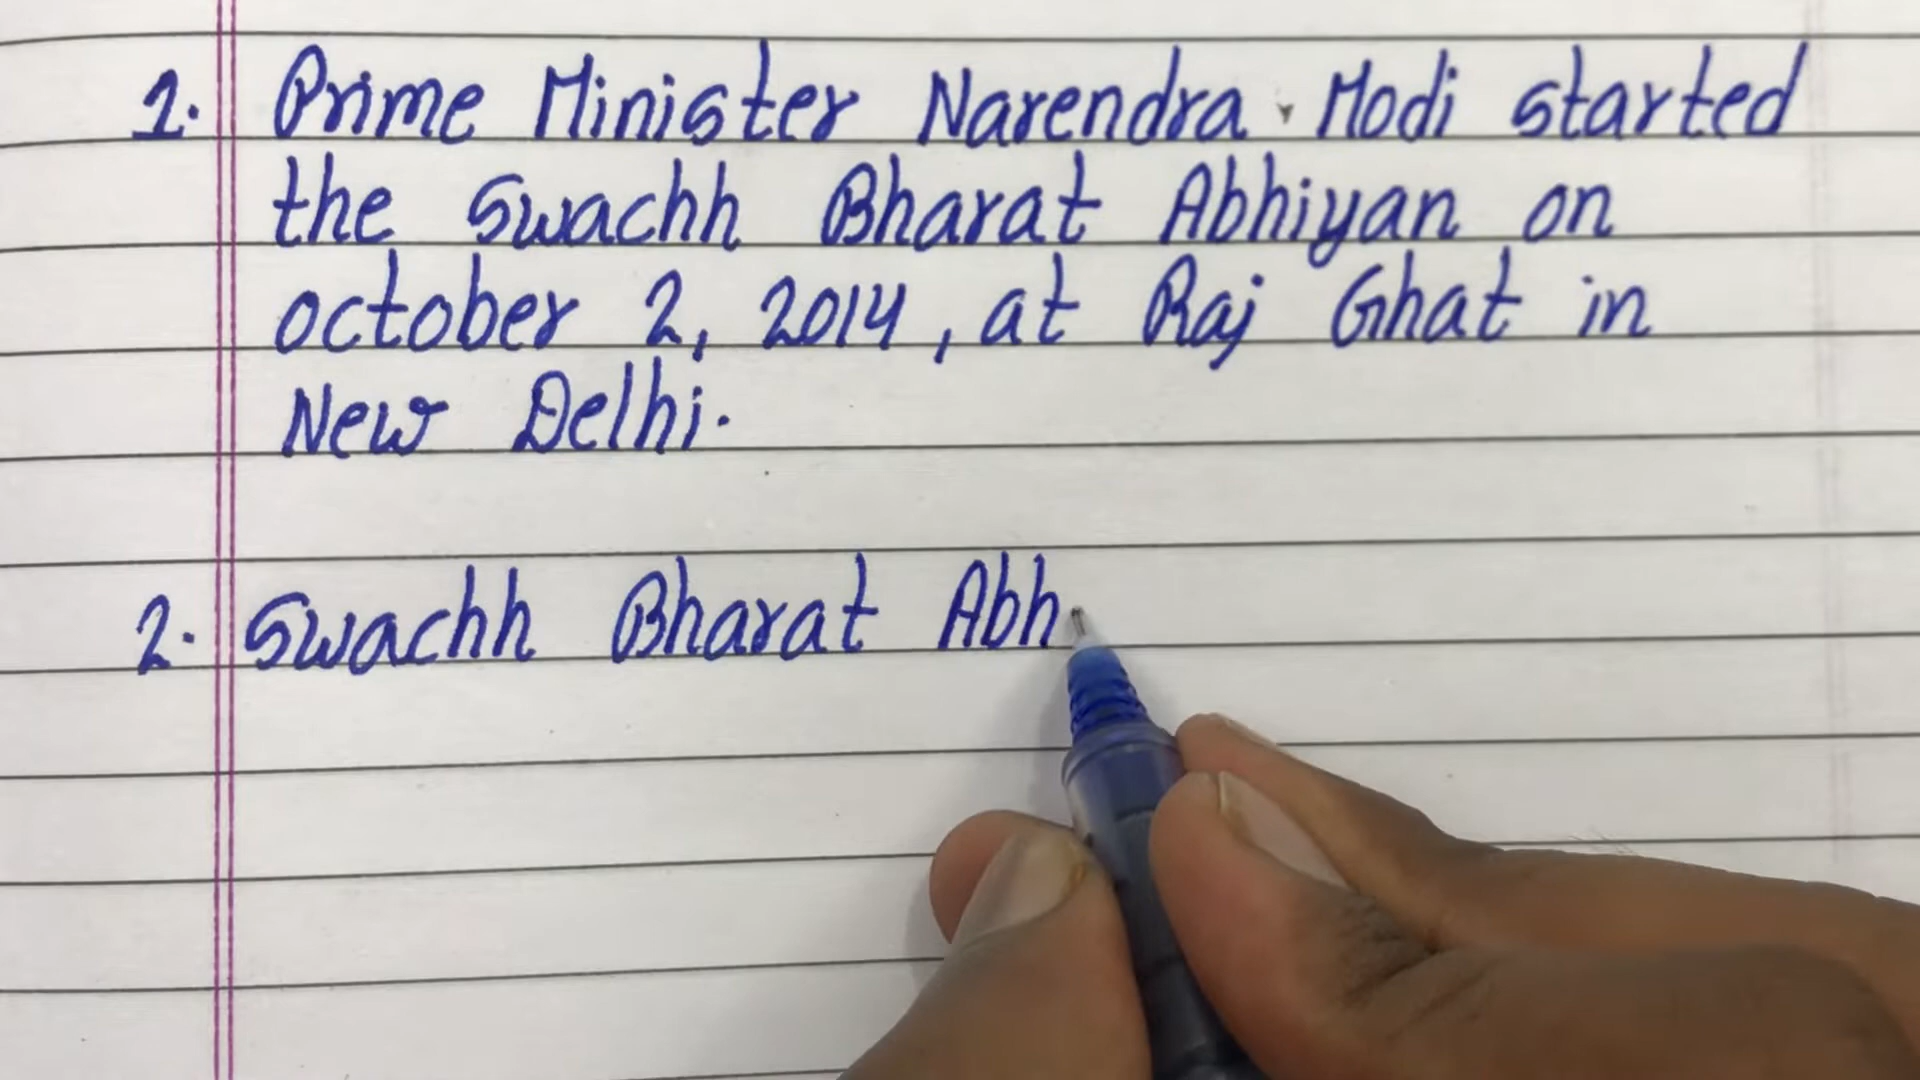 1. Prime Minister Narendra Modi started
the Swachh Bharat Abhiyan on
october 2, 2014, at Raj Ghat in
New Delhi.
2. Swachh Bharat Abh